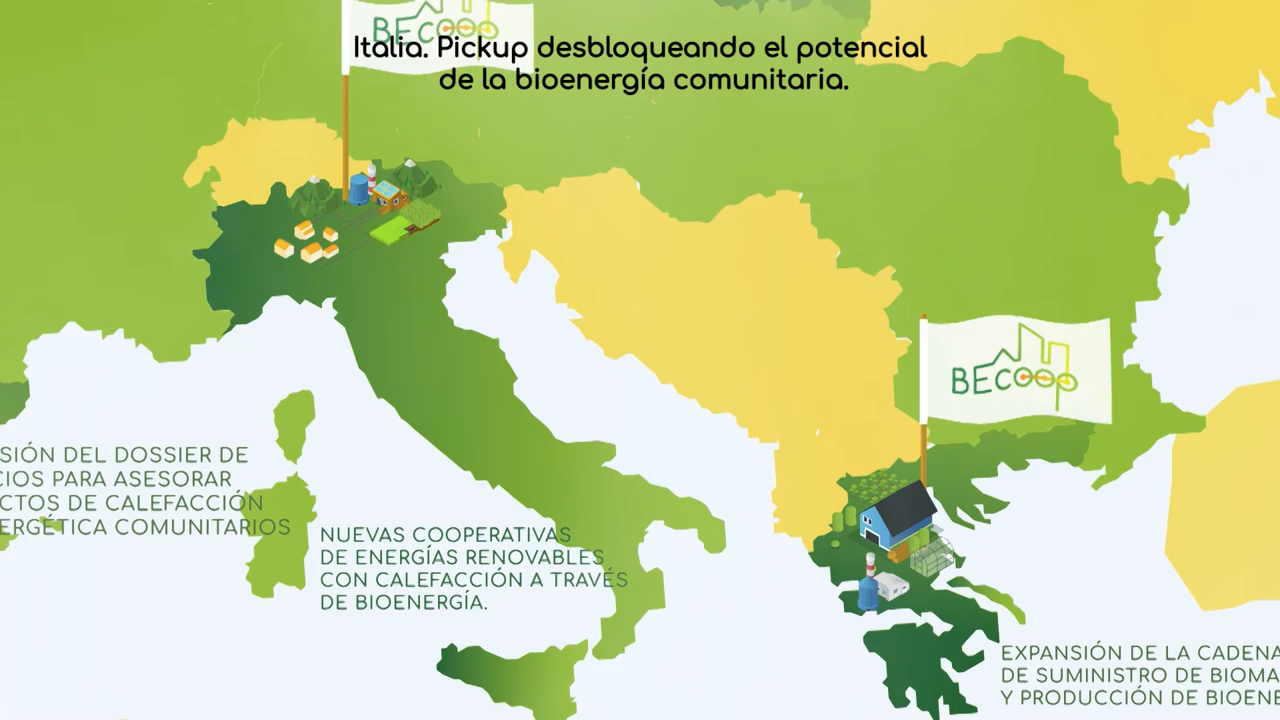 BECOOP
Italia. Pickup desbloqueando el potencial
de la bioenergía comunitaria.
BECOOP
SIÓN DEL DOSSIER DE
CIOS PARA ASESORAR
CTOS DE CALEFACCIÓN
ERGÉTICA COMUNITARIOS
NUEVAS COOPERATIVAS
DE ENERGÍAS RENOVABLES
CON CALEFACCIÓN A TRAVÉS
DE BIOENERGÍA.
EXPANSIÓN DE LA CADENA
DE SUMINISTRO DE BIOMA
Y PRODUCCIÓN DE BIOENE